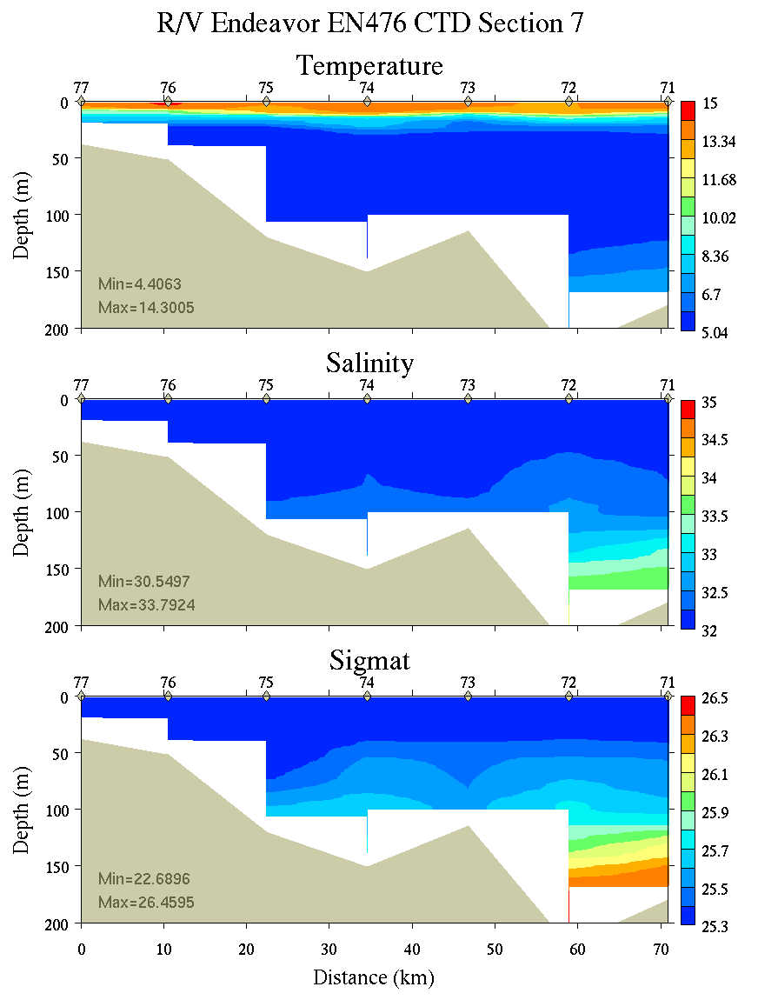 R/V Endeavor EN476 CTD Section 7
Temperature
77 76 75 74 73 72 71
0
50
100
150
200
Depth (m)
Min=4.4063
Max=14.3005
15
13.34
11.68
10.02
8.36
6.7
5.04
Salinity
77 76 75 74 73 72 71
0
50
100
150
200
Depth (m)
Min=30.5497
Max=33.7924
35
34.5
34
33.5
33
32.5
32
Sigmat
77 76 75 74 73 72 71
0
50
100
150
200
Depth (m)
Min=22.6896
Max=26.4595
26.5
26.3
26.1
25.9
25.7
25.5
25.3
0 10 20 30 40 50 60 70
Distance (km)